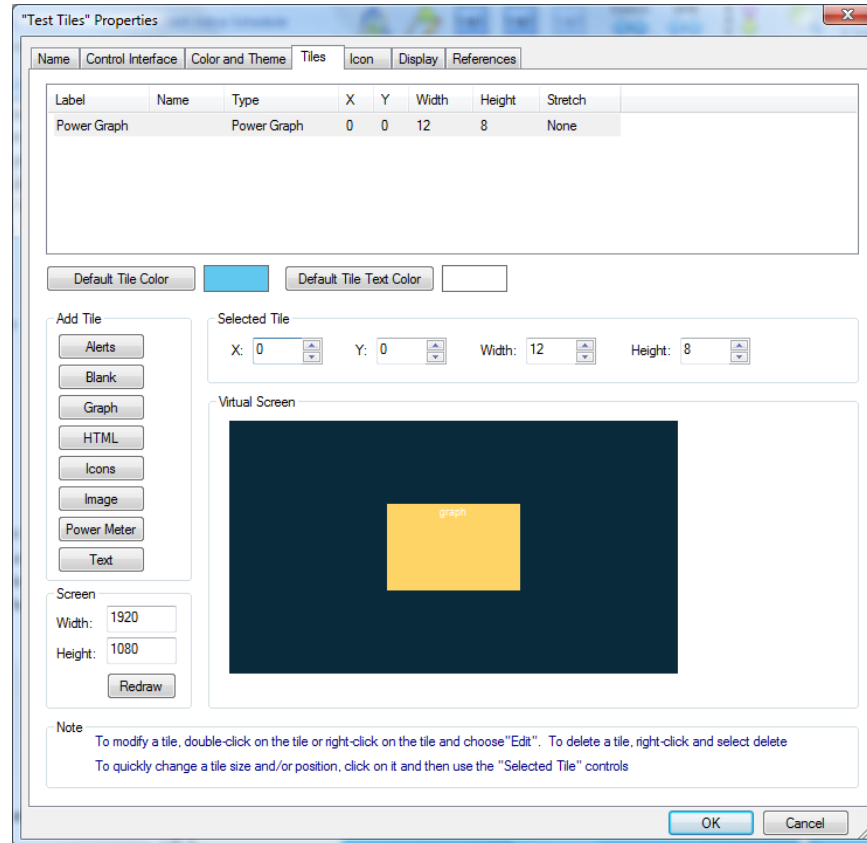 "Test Tiles" Properties
Name Control Interface Color and Theme Tiles Icon Display References
Label Name Type X Y Width Height Stretch
Power Graph Power Graph 0 0 12 8 None
Default Tile Color Default Tile Text Color
Add Tile
Alerts
Blank
Graph
HTML
Icons
Image
Power Meter
Text
Selected Tile
X: 0 Y: 0 Width: 12 Height: 8
Virtual Screen
graph
Screen
Width: 1920
Height: 1080
Redraw
Note
To modify a tile, double-click on the tile or right-click on the tile and choose"Edit". To delete a tile, right-click and select delete
To quickly change a tile size and/or position, click on it and then use the "Selected Tile" controls
OK Cancel